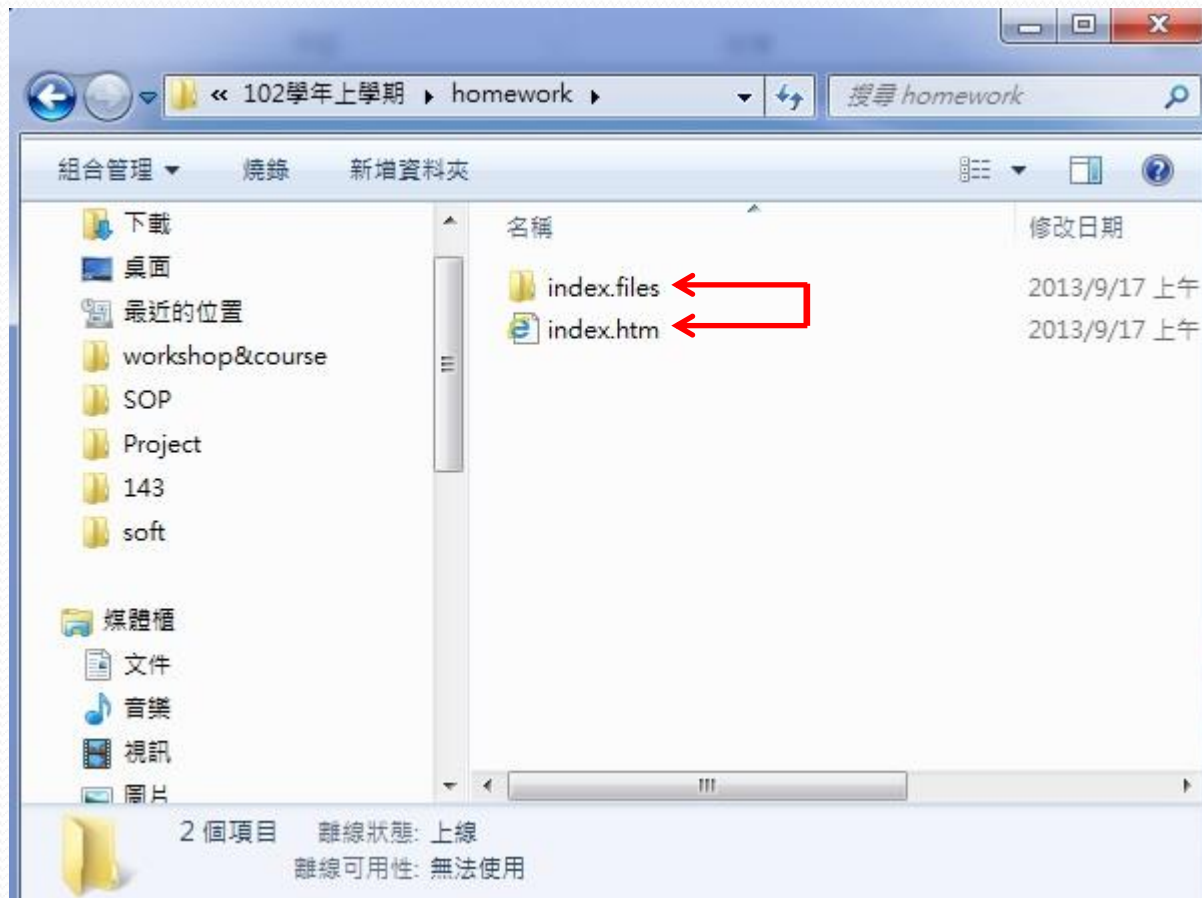 « 102學年上學期 ▸ homework ▸
搜尋 homework
組合管理 燒錄 新增資料夾
下載
桌面
最近的位置
workshop&course
SOP
Project
143
soft
媒體櫃
文件
音樂
視訊
圖片
名稱 修改日期
index.files 2013/9/17 上午
index.htm 2013/9/17 上午
2 個項目 離線狀態: 上線
離線可用性: 無法使用